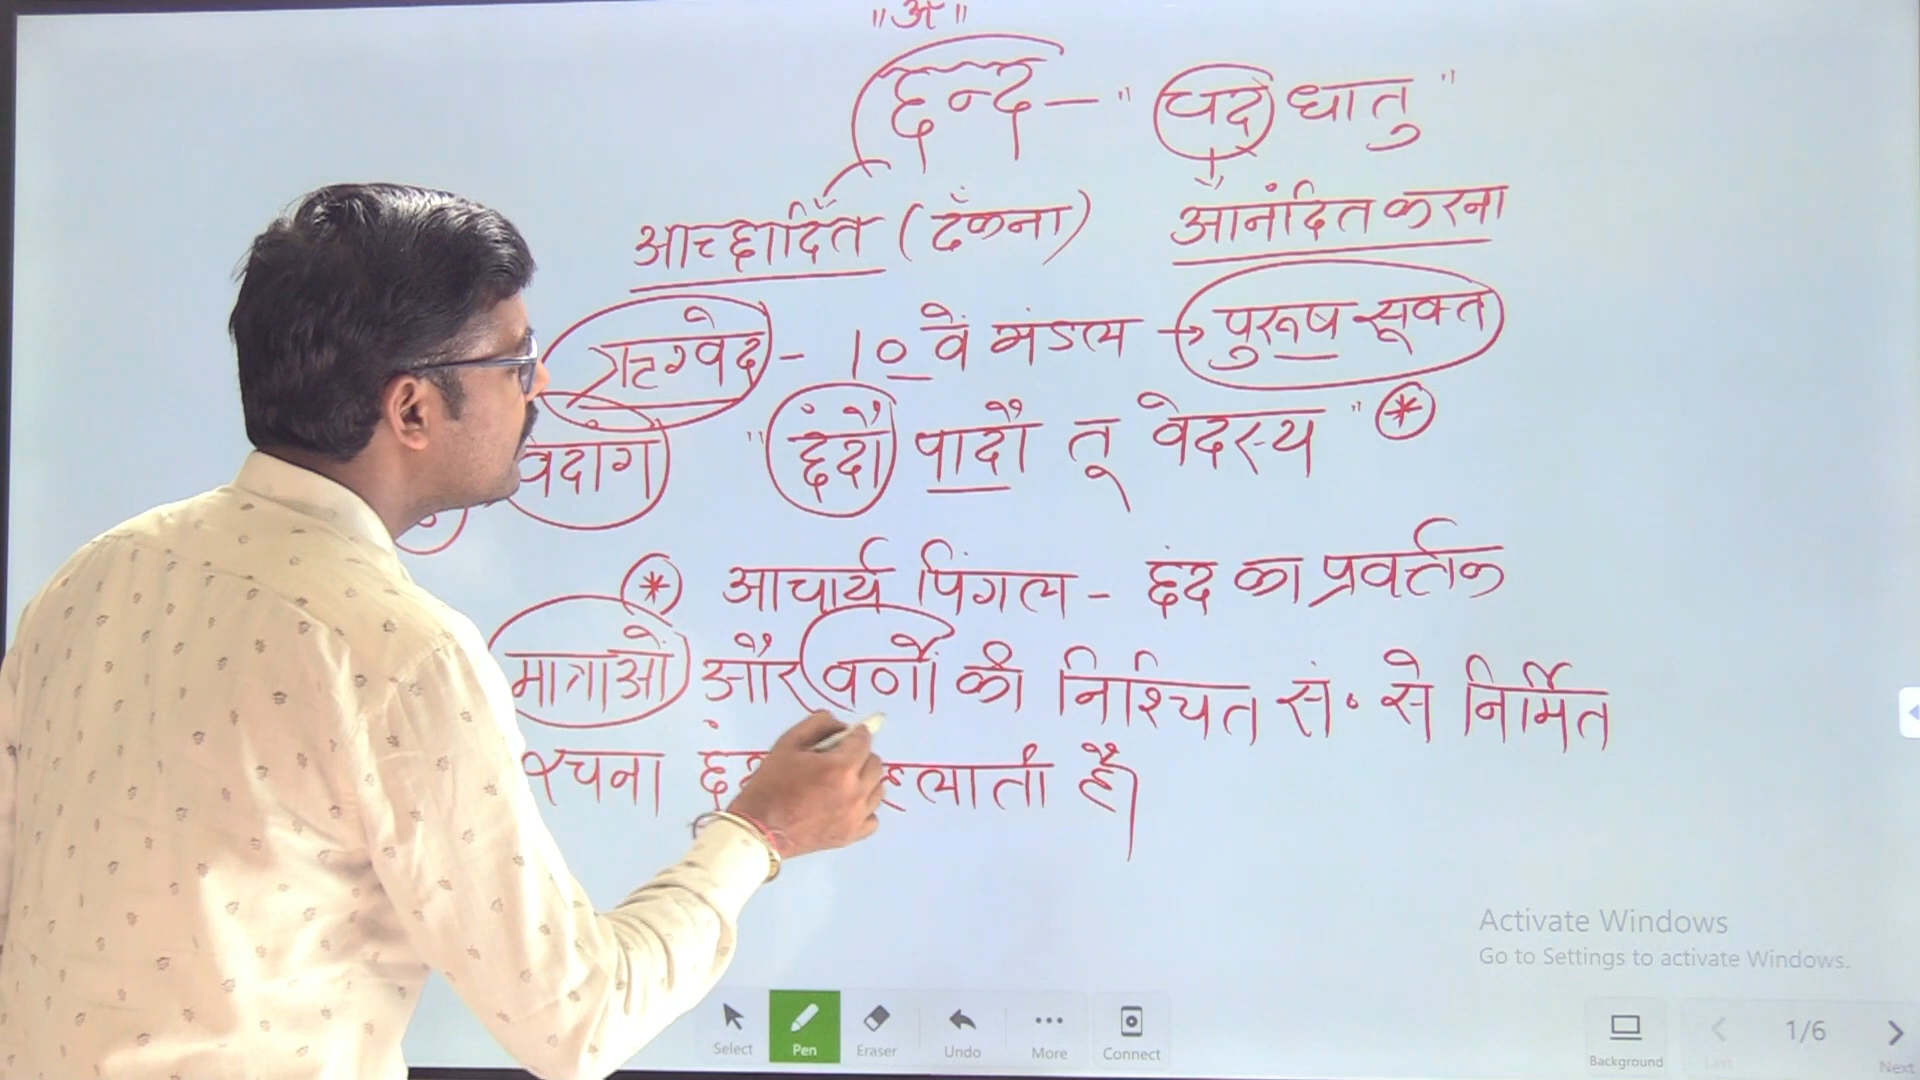 ॥ॐ॥
छन्द - " चद् धातु "
आच्छादित (ढँकना) आनंदित करना
ऋग्वेद - 10 वें मंडल → पुरूष सूक्त
वेदांग "छंदौ पादौ तू वेदस्य" *
* आचार्य पिंगल - छंद का प्रवर्त्तक
मात्राओं और वर्णों की निश्चित सं. से निर्मित
रचना है।
Activate Windows
Go to Settings to activate Windows.
Select Pen Eraser Undo More Connect Background Last 1/6 Next